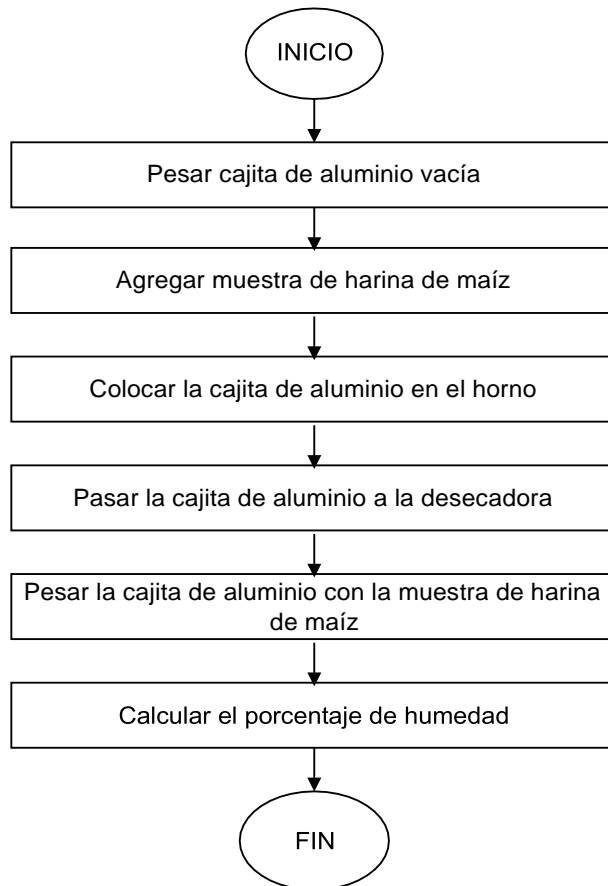 INICIO
Pesar cajita de aluminio vacía
Agregar muestra de harina de maíz
Colocar la cajita de aluminio en el horno
Pasar la cajita de aluminio a la desecadora
Pesar la cajita de aluminio con la muestra de harina
de maíz
Calcular el porcentaje de humedad
FIN